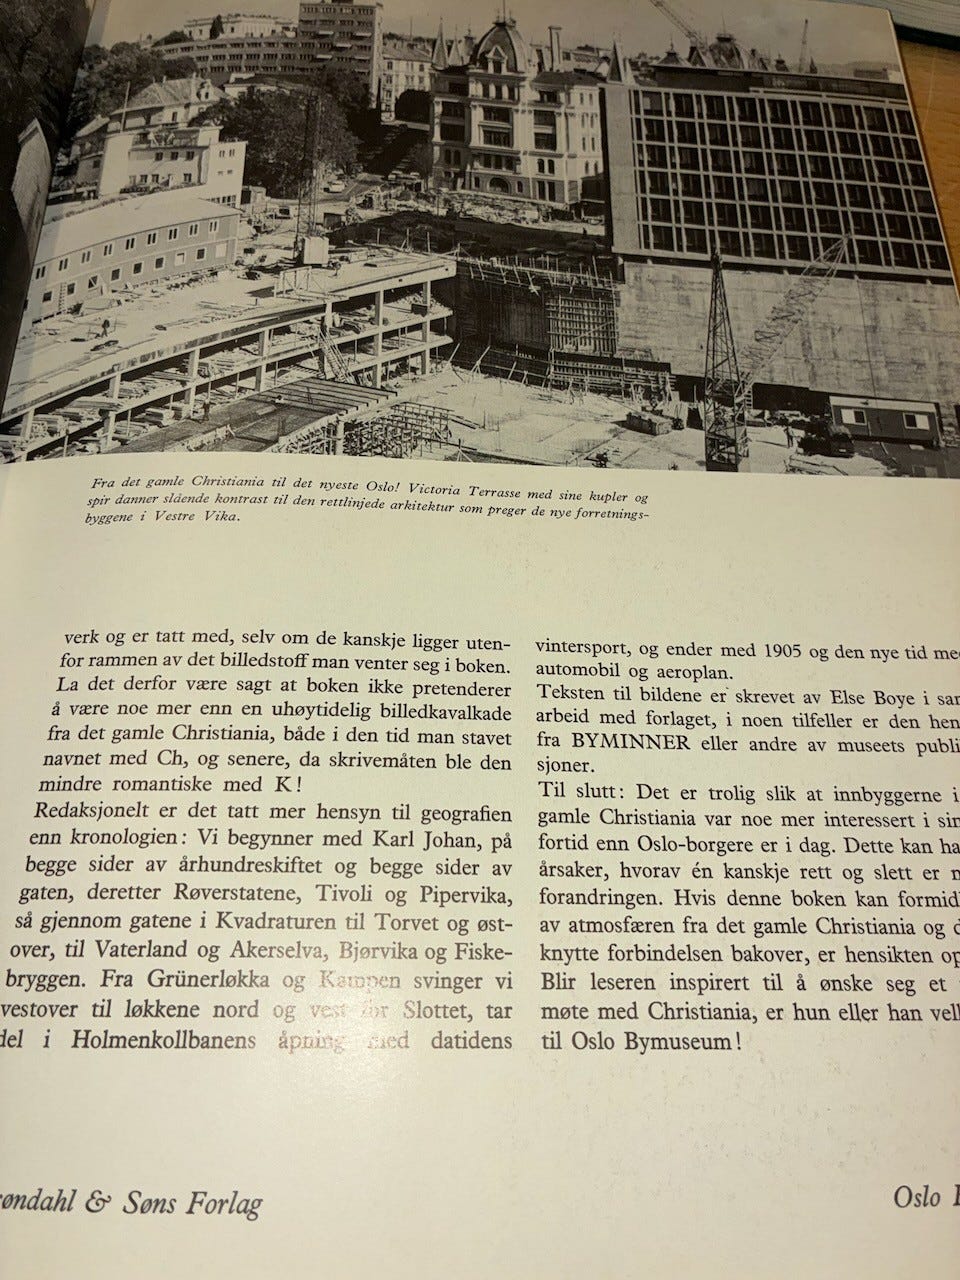 Fra det gamle Christiania til det nyeste Oslo! Victoria Terrasse med sine kupler og
spir danner slående kontrast til den rettlinjede arkitektur som preger de nye forretnings-
byggene i Vestre Vika.
verk og er tatt med, selv om de kanskje ligger uten-
for rammen av det billedstoff man venter seg i boken.
La det derfor være sagt at boken ikke pretenderer
å være noe mer enn en uhøytidelig billedkavalkade
fra det gamle Christiania, både i den tid man stavet
navnet med Ch, og senere, da skrivemåten ble den
mindre romantiske med K!
Redaksjonelt er det tatt mer hensyn til geografien
enn kronologien: Vi begynner med Karl Johan, på
begge sider av århundreskiftet og begge sider av
gaten, deretter Røverstatene, Tivoli og Pipervika,
så gjennom gatene i Kvadraturen til Torvet og øst-
over, til Vaterland og Akerselva, Bjørvika og Fiske-
bryggen. Fra Grünerløkka og Kampen svinger vi
vestover til løkkene nord og vest for Slottet, tar
del i Holmenkollbanens åpning med datidens
vintersport, og ender med 1905 og den nye tid med
automobil og aeroplan.
Teksten til bildene er skrevet av Else Boye i sam
arbeid med forlaget, i noen tilfeller er den hen
fra BYMINNER eller andre av museets publi
sjoner.
Til slutt: Det er trolig slik at innbyggerne i
gamle Christiania var noe mer interessert i sin
fortid enn Oslo-borgere er i dag. Dette kan ha
årsaker, hvorav én kanskje rett og slett er
forandringen. Hvis denne boken kan formid
av atmosfæren fra det gamle Christiania og
knytte forbindelsen bakover, er hensikten op
Blir leseren inspirert til å ønske seg et
møte med Christiania, er hun eller han vel
til Oslo Bymuseum!
øndahl & Søns Forlag
Oslo